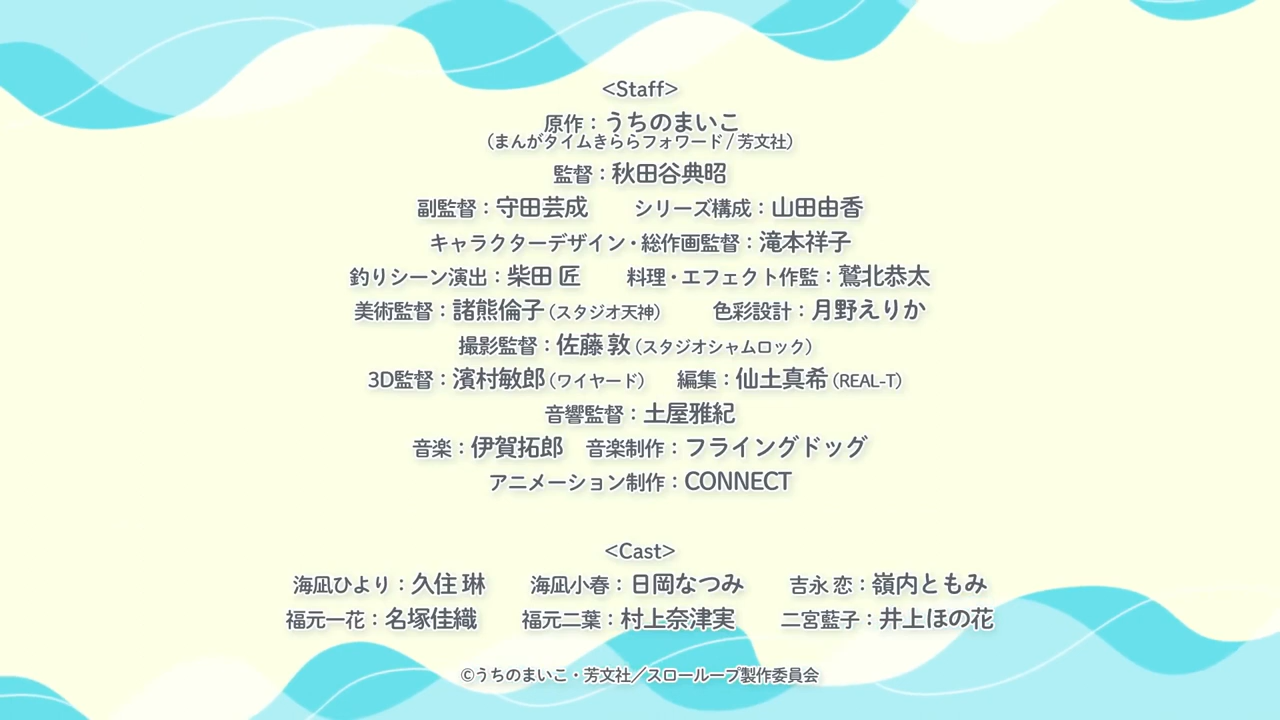 <Staff>
原作：うちのまいこ
（まんがタイムきららフォワード / 芳文社）
監督：秋田谷典昭
副監督：守田芸成　シリーズ構成：山田由香
キャラクターデザイン・総作画監督：滝本祥子
釣りシーン演出：柴田 匠　料理・エフェクト作監：鷲北恭太
美術監督：諸熊倫子（スタジオ天神）　色彩設計：月野えりか
撮影監督：佐藤 敦（スタジオシャムロック）
3D監督：濱村敏郎（ワイヤード）　編集：仙土真希（REAL-T）
音響監督：土屋雅紀
音楽：伊賀拓郎　音楽制作：フライングドッグ
アニメーション制作：CONNECT
<Cast>
海凪ひより：久住 琳　海凪小春：日岡なつみ　吉永 恋：嶺内ともみ
福元一花：名塚佳織　福元二葉：村上奈津実　二宮藍子：井上ほの花
©うちのまいこ・芳文社／スローループ製作委員会